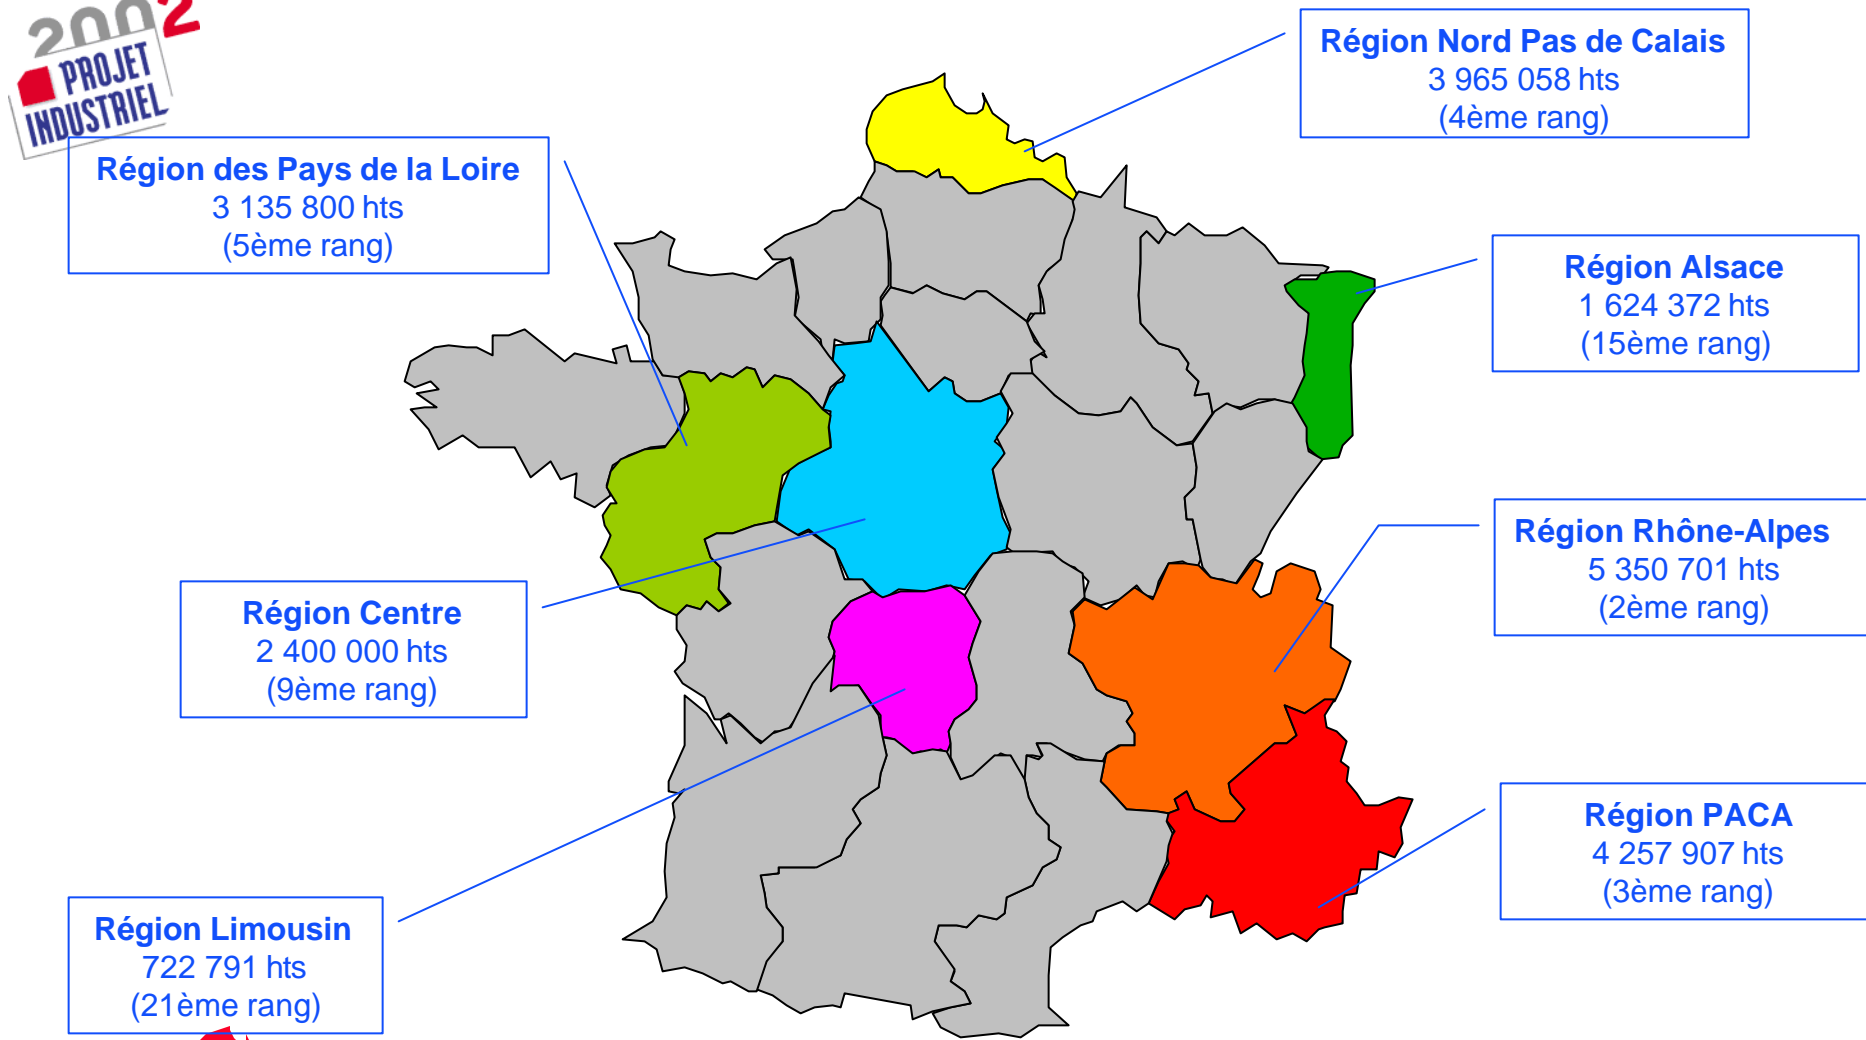 2002
PROJET
INDUSTRIEL
Région Nord Pas de Calais
3 965 058 hts
(4ème rang)
Région des Pays de la Loire
3 135 800 hts
(5ème rang)
Région Alsace
1 624 372 hts
(15ème rang)
Région Rhône-Alpes
5 350 701 hts
(2ème rang)
Région Centre
2 400 000 hts
(9ème rang)
Région PACA
4 257 907 hts
(3ème rang)
Région Limousin
722 791 hts
(21ème rang)